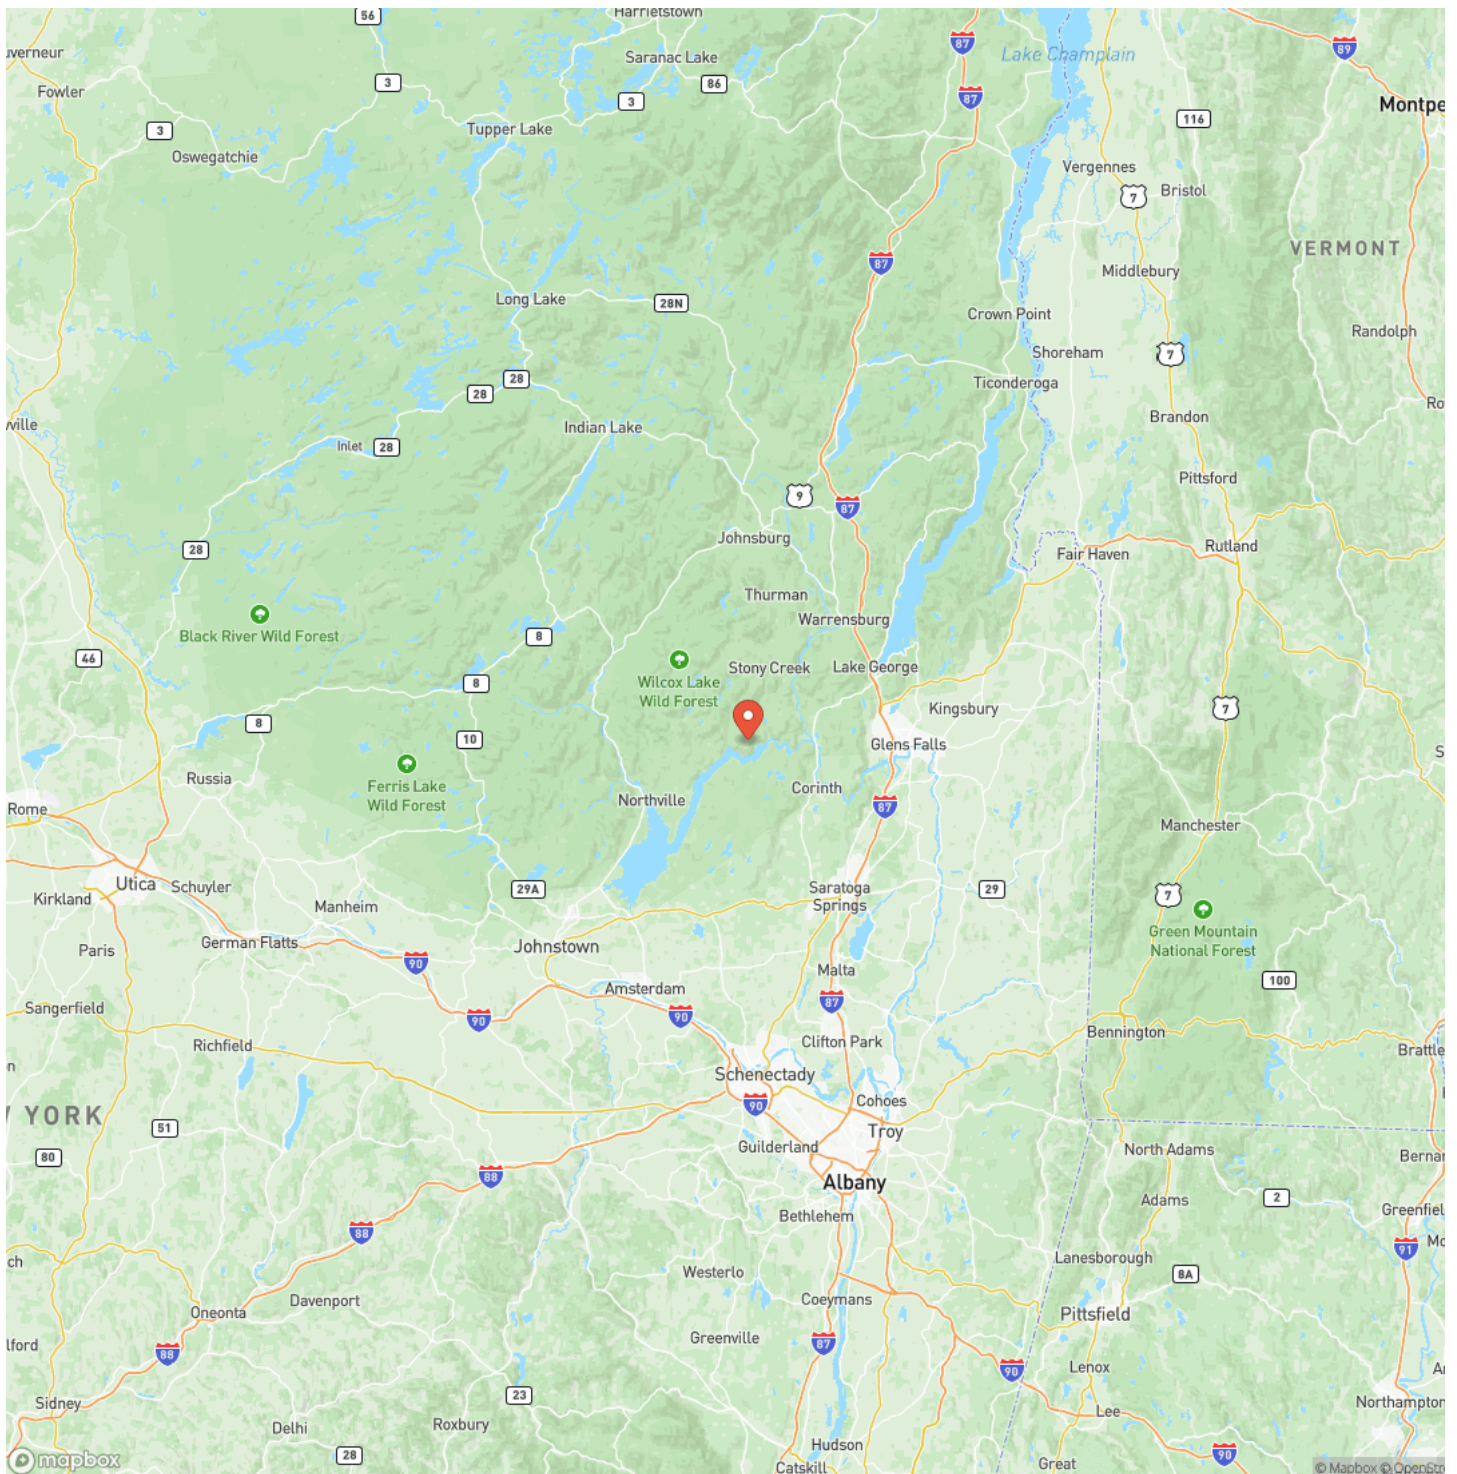 56
Harrietstown
89
87
uverneur
Lake Champlain
Saranac Lake
3
86
Fowler
87
3
Montpe
116
3
Tupper Lake
Oswegatchie
Vergennes
7
Bristol
VERMONT
87
Middlebury
Long Lake
28N
Crown Point
Randolph
Shoreham
7
28
Ticonderoga
28
Ro
Brandon
wille
Indian Lake
Inlet
28
Pittsford
9
87
Johnsburg
28
Fair Haven
Rutland
Thurman
Black River Wild Forest
Warrensburg
8
46
Stony Creek
Lake George
Wilcox Lake
Wild Forest
8
Kingsbury
7
8
10
Glens Falls
S
Russia
Ferris Lake
Wild Forest
Corinth
Northville
Rome
87
Manchester
Utica
Schuyler
29A
Saratoga
Springs
29
7
Kirkland
Manheim
Green Mountain
National Forest
German Flatts
Paris
Johnstown
90
Malta
100
Amsterdam
Sangerfield
87
90
90
Bennington
Richfield
Clifton Park
Brattle
n
Schenectady
90
Cohoes
YORK
51
Troy
80
Guilderland
North Adams
Bernar
88
Albany
Adams
2
Bethlehem
Greenfiel
88
Lanesborough
Mo
91
ch
Westerlo
8A
Davenport
Coeymans
Oneonta
Pittsfield
lford
Greenville
87
88
90
Lenox
A
23
Sidney
Northampton
Delhi
Roxbury
Lee
Hudson
28
90
mapbox
Catskill
Great
© Mapbox © OpenStre